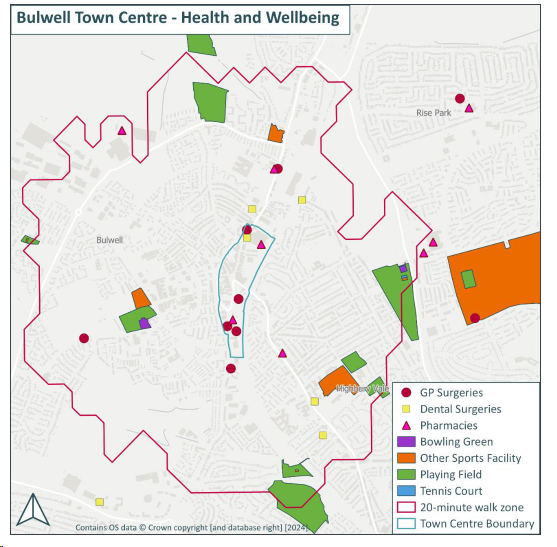 Bulwell Town Centre - Health and Wellbeing
Rise Park
Bulwell
Highbury Vale
GP Surgeries
Dental Surgeries
Pharmacies
Bowling Green
Other Sports Facility
Playing Field
Tennis Court
20-minute walk zone
Town Centre Boundary
Contains OS data © Crown copyright [and database right] [2024]